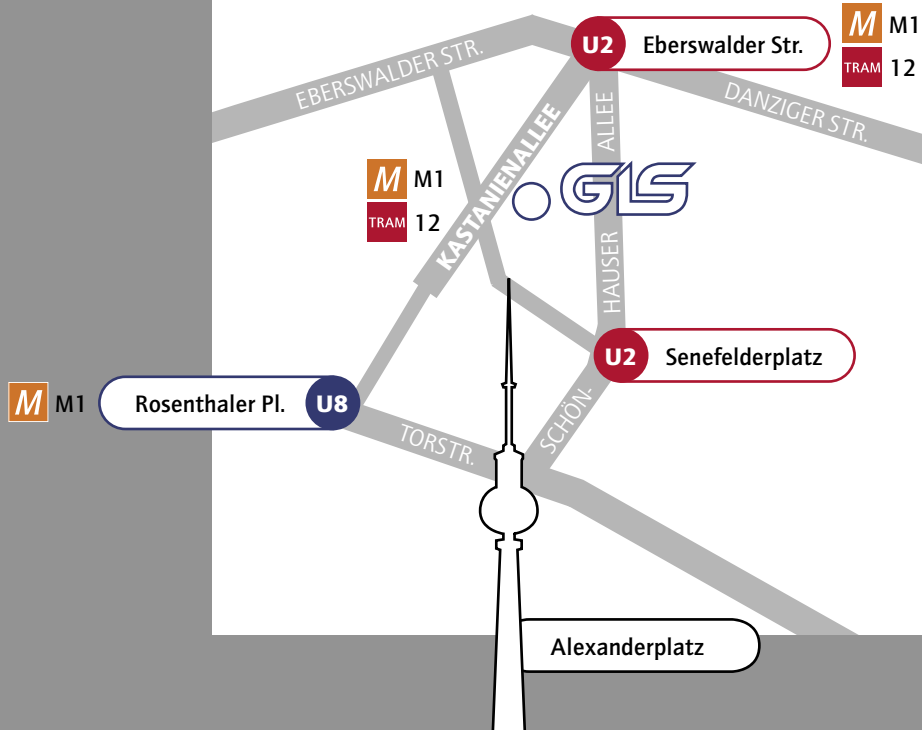 U2 Eberswalder Str.
M M1
TRAM 12
EBERSWALDER STR.
DANZIGER STR.
ALLEE
KASTANIENALLEE
M M1
TRAM 12
GLS
HAUSER
U2 Senefelderplatz
SCHÖN-
M M1
Rosenthaler Pl. U8
TORSTR.
Alexanderplatz